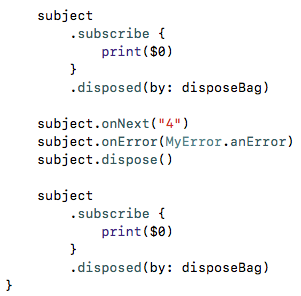 subject
.subscribe {
print($0)
}
.disposed(by: disposeBag)
subject.onNext("4")
subject.onError(MyError.anError)
subject.dispose()
subject
.subscribe {
print($0)
}
.disposed(by: disposeBag)
}